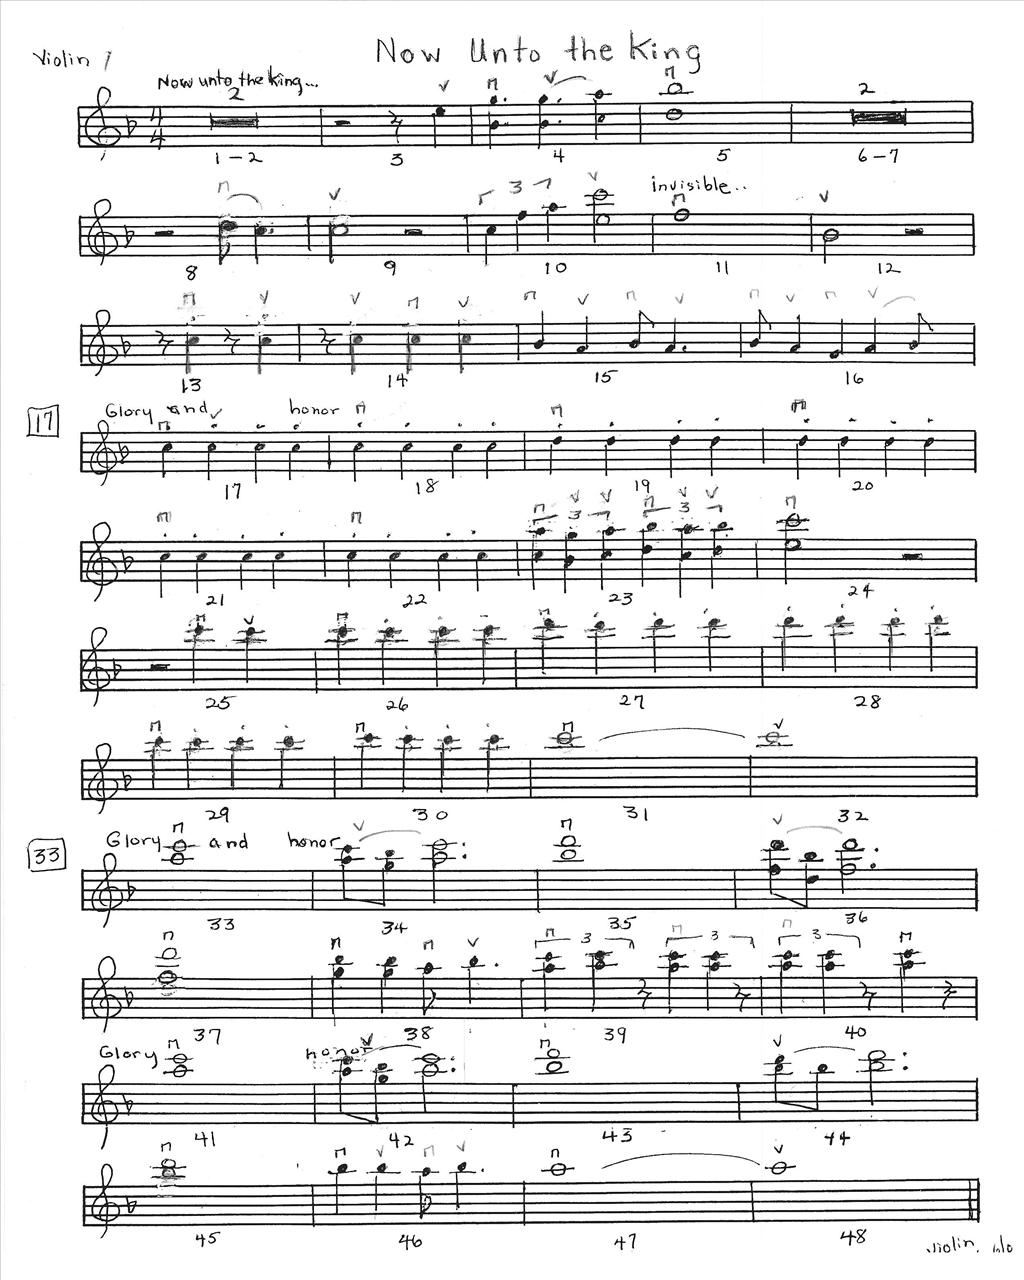 Violin 1
Now Unto the King
Now unto the king...
2 2
4
4
1-2 3 4 5 6-7
3 invisible..
8 9 10 11 12
13 14 15 16
17 Glory and honor
17 18 19 20
3 3
21 22 23 24
25 26 27 28
29 30 31 32
33 Glory and honor
33 34 35 36
3 3 3
37 38 39 40
Glory honor
41 42 43 44
45 46 47 48
violin